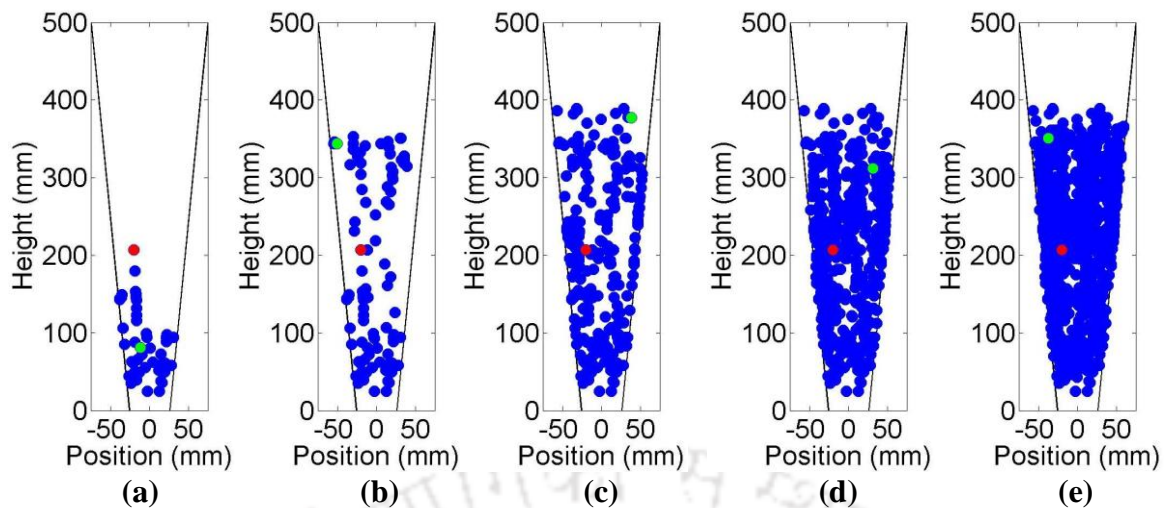 500 500 500 500 500
400 400 400 400 400
300 300 300 300 300
200 200 200 200 200
100 100 100 100 100
0 0 0 0 0
Height (mm) Height (mm) Height (mm) Height (mm) Height (mm)
-50 0 50 -50 0 50 -50 0 50 -50 0 50 -50 0 50
Position (mm) Position (mm) Position (mm) Position (mm) Position (mm)
(a) (b) (c) (d) (e)